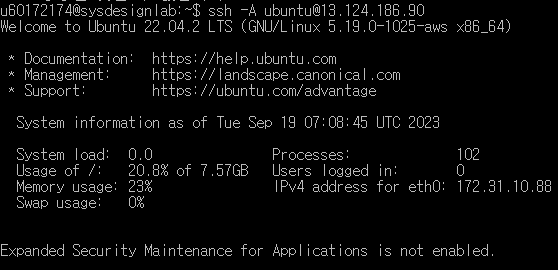 u60172174@sysdesignlab:~$ ssh -A ubuntu@13.124.186.90
Welcome to Ubuntu 22.04.2 LTS (GNU/Linux 5.19.0-1025-aws x86_64)
* Documentation: https://help.ubuntu.com
* Management: https://landscape.canonical.com
* Support: https://ubuntu.com/advantage
System information as of Tue Sep 19 07:08:45 UTC 2023
System load: 0.0 Processes: 102
Usage of /: 20.8% of 7.57GB Users logged in: 0
Memory usage: 23% IPv4 address for eth0: 172.31.10.88
Swap usage: 0%
Expanded Security Maintenance for Applications is not enabled.